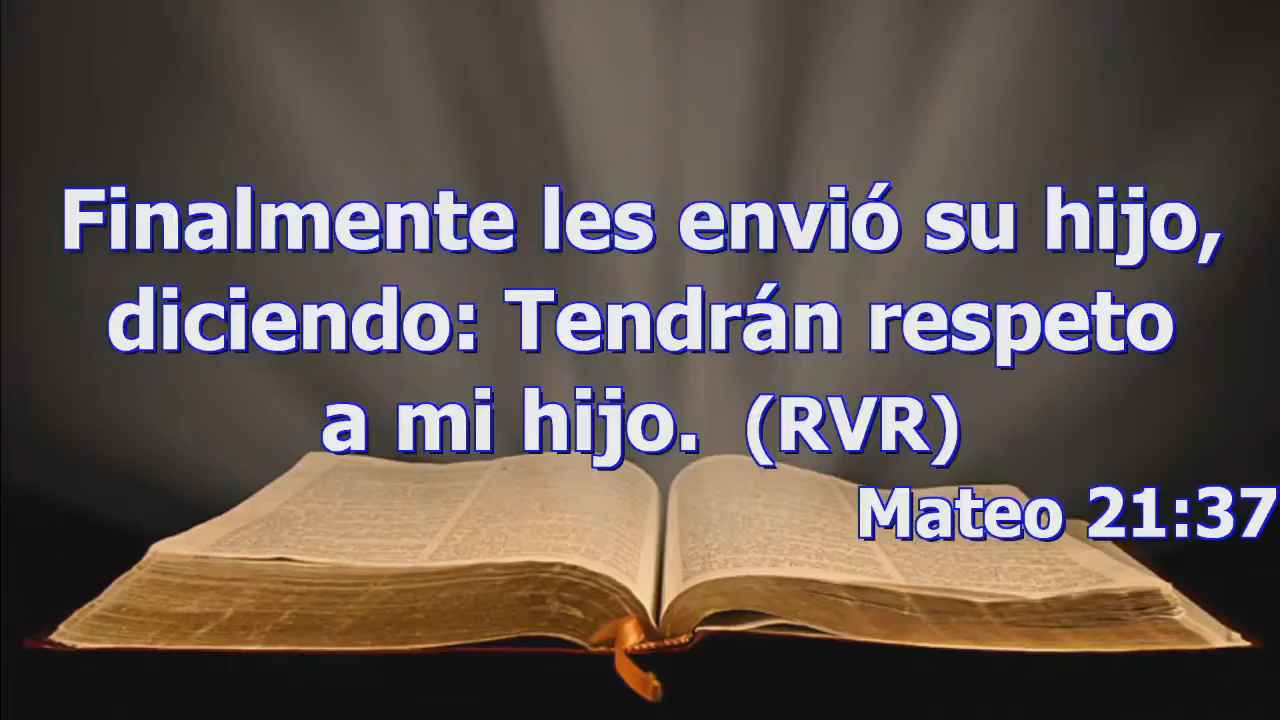 Finalmente les envió su hijo,
diciendo: Tendrán respeto
a mi hijo. (RVR)
Mateo 21:37